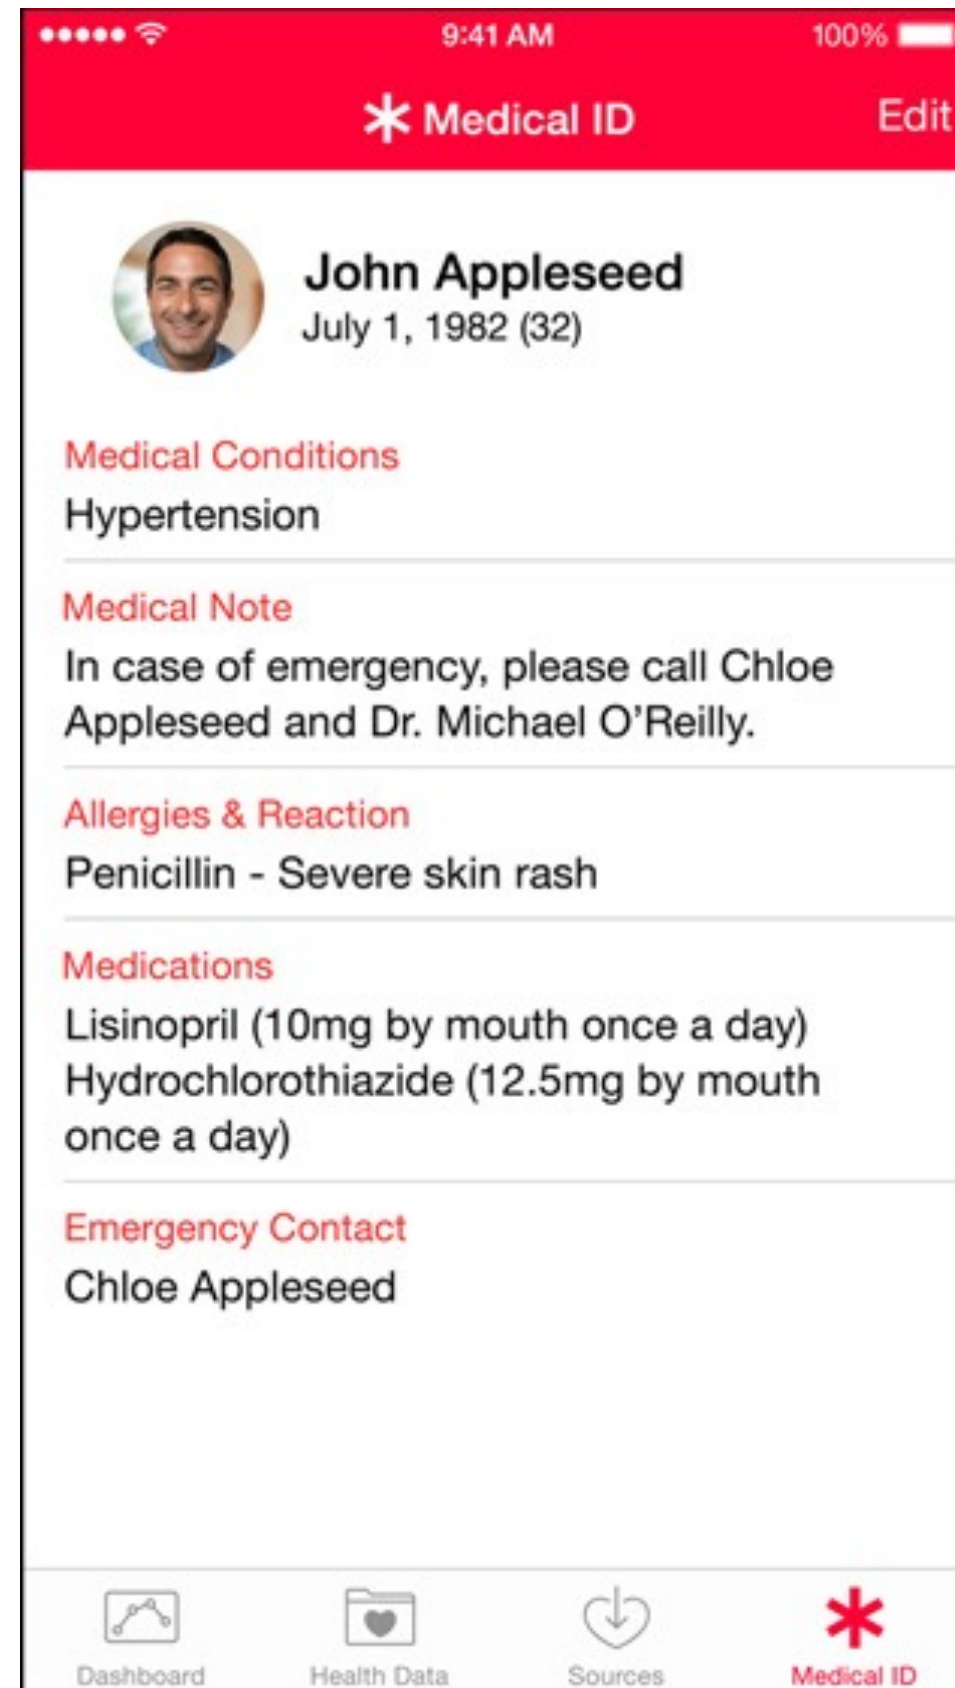 9:41 AM 100%
Medical ID Edit
John Appleseed
July 1, 1982 (32)
Medical Conditions
Hypertension
Medical Note
In case of emergency, please call Chloe
Appleseed and Dr. Michael O’Reilly.
Allergies & Reaction
Penicillin - Severe skin rash
Medications
Lisinopril (10mg by mouth once a day)
Hydrochlorothiazide (12.5mg by mouth
once a day)
Emergency Contact
Chloe Appleseed
Dashboard Health Data Sources Medical ID